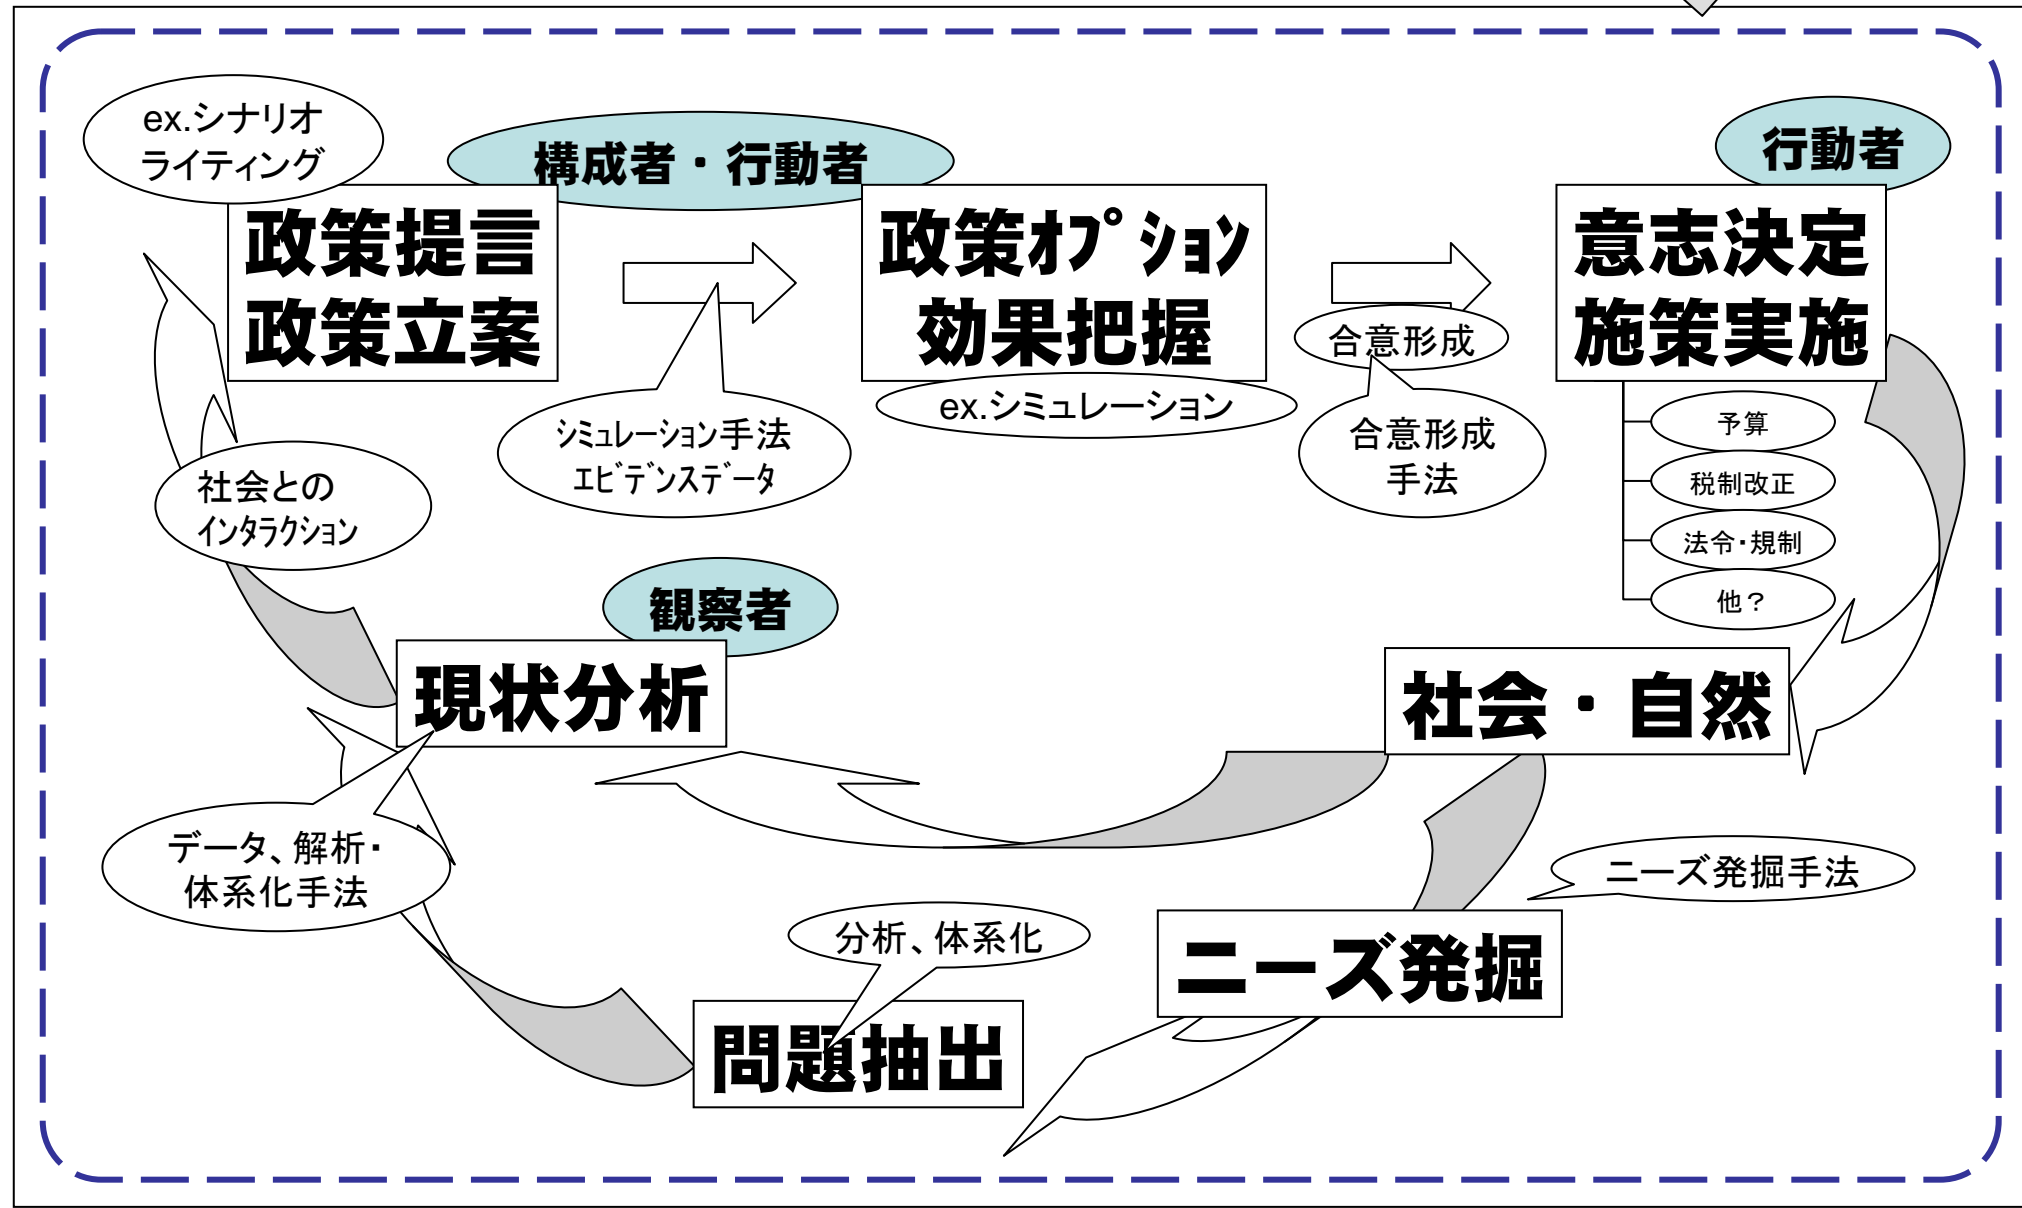 ex.シナリオ
ライティング
構成者・行動者
行動者
政策提言
政策立案
政策ｵﾌﾟｼｮﾝ
効果把握
意志決定
施策実施
合意形成
ex.シミュレーション
シミュレーション手法
ｴﾋﾞﾃﾞﾝｽﾃﾞｰﾀ
合意形成
手法
予算
税制改正
法令・規制
他？
社会との
ｲﾝﾀﾗｸｼｮﾝ
観察者
現状分析
社会・自然
データ、解析・
体系化手法
ニーズ発掘手法
分析、体系化
ニーズ発掘
問題抽出